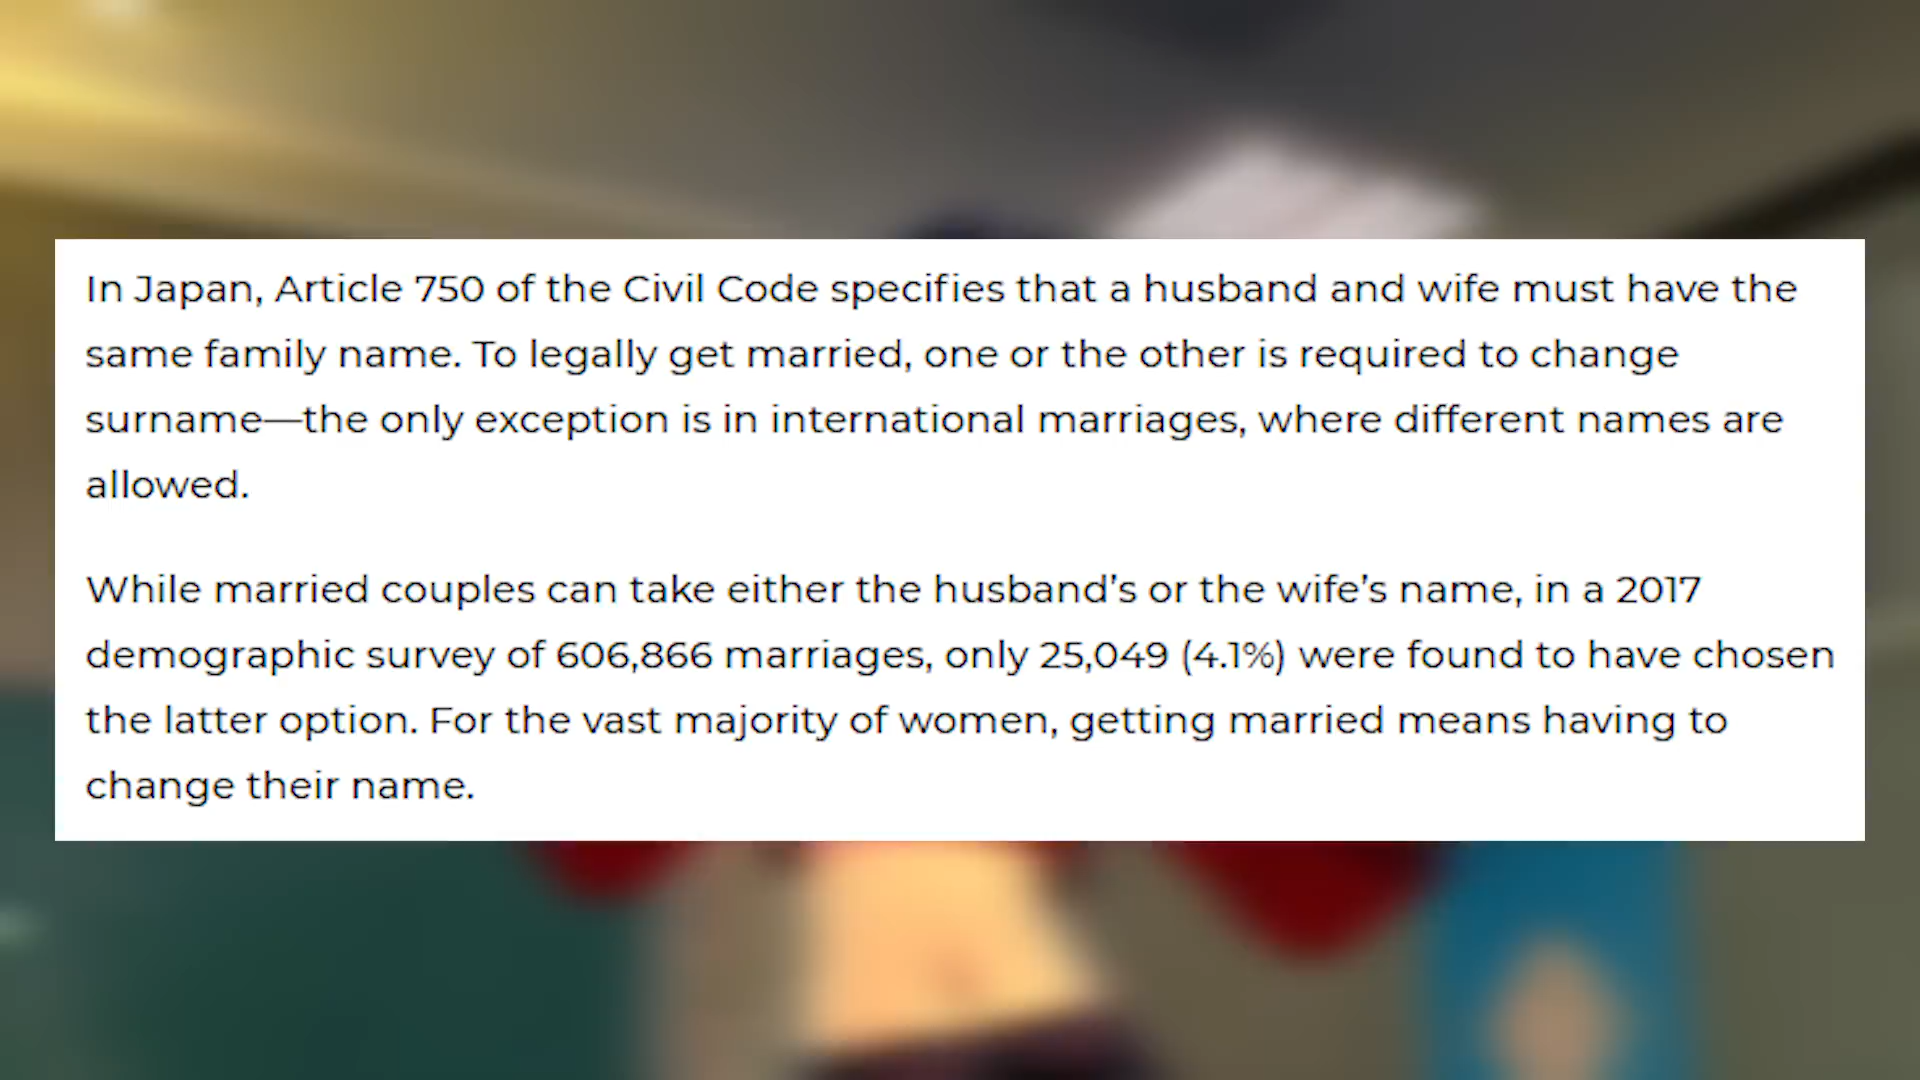 In Japan, Article 750 of the Civil Code specifies that a husband and wife must have the
same family name. To legally get married, one or the other is required to change
surname—the only exception is in international marriages, where different names are
allowed.
While married couples can take either the husband’s or the wife’s name, in a 2017
demographic survey of 606,866 marriages, only 25,049 (4.1%) were found to have chosen
the latter option. For the vast majority of women, getting married means having to
change their name.